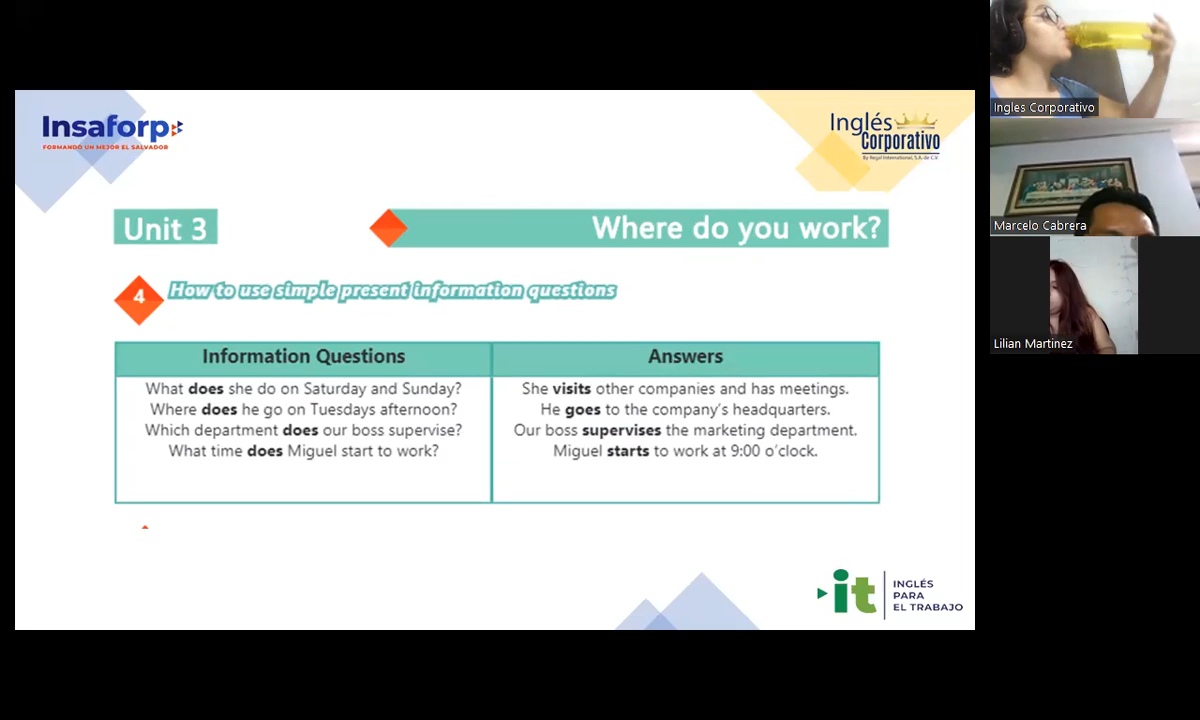 Insaforp
FORMANDO UN MEJOR EL SALVADOR
Inglés
Corporativo
By Regal International, S.A. de C.V.
Unit 3
Where do you work?
4
How to use simple present information questions
Information Questions
Answers
What does she do on Saturday and Sunday?
She visits other companies and has meetings.
Where does he go on Tuesdays afternoon?
He goes to the company's headquarters.
Which department does our boss supervise?
Our boss supervises the marketing department.
What time does Miguel start to work?
Miguel starts to work at 9:00 o'clock.
it
INGLÉS
PARA
EL TRABAJO
Ingles Corporativo
Marcelo Cabrera
Lilian Martinez